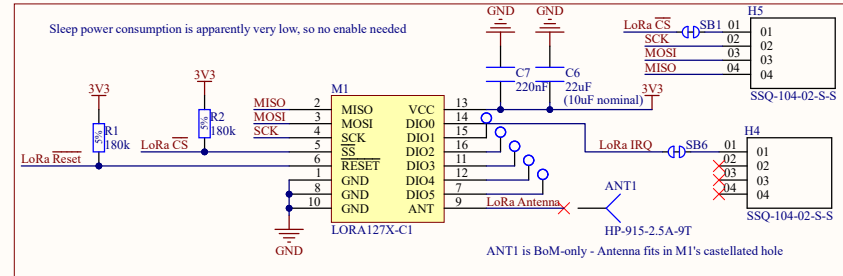 Sleep power consumption is apparently very low, so no enable needed
GND
GND
H5
LoRa CS
SB1
01
01
SCK
02
02
MOSI
03
03
MISO
04
04
SSQ-104-02-S-S
C7
220nF
C6
22uF
(10uF nominal)
3V3
3V3
3V3
5%
R1
180k
5%
R2
180k
M1
MISO
2
MISO
VCC
13
MOSI
3
MOSI
DIO0
14
SCK
4
SCK
DIO1
15
LoRa CS
5
SS
DIO2
16
LoRa Reset
6
RESET
DIO3
11
1
GND
DIO4
12
8
GND
DIO5
7
10
GND
ANT
9
LORA127X-C1
GND
LoRa IRQ
SB6
H4
01
01
02
02
03
03
04
04
SSQ-104-02-S-S
LoRa Antenna
ANT1
HP-915-2.5A-9T
ANT1 is BoM-only - Antenna fits in M1's castellated hole